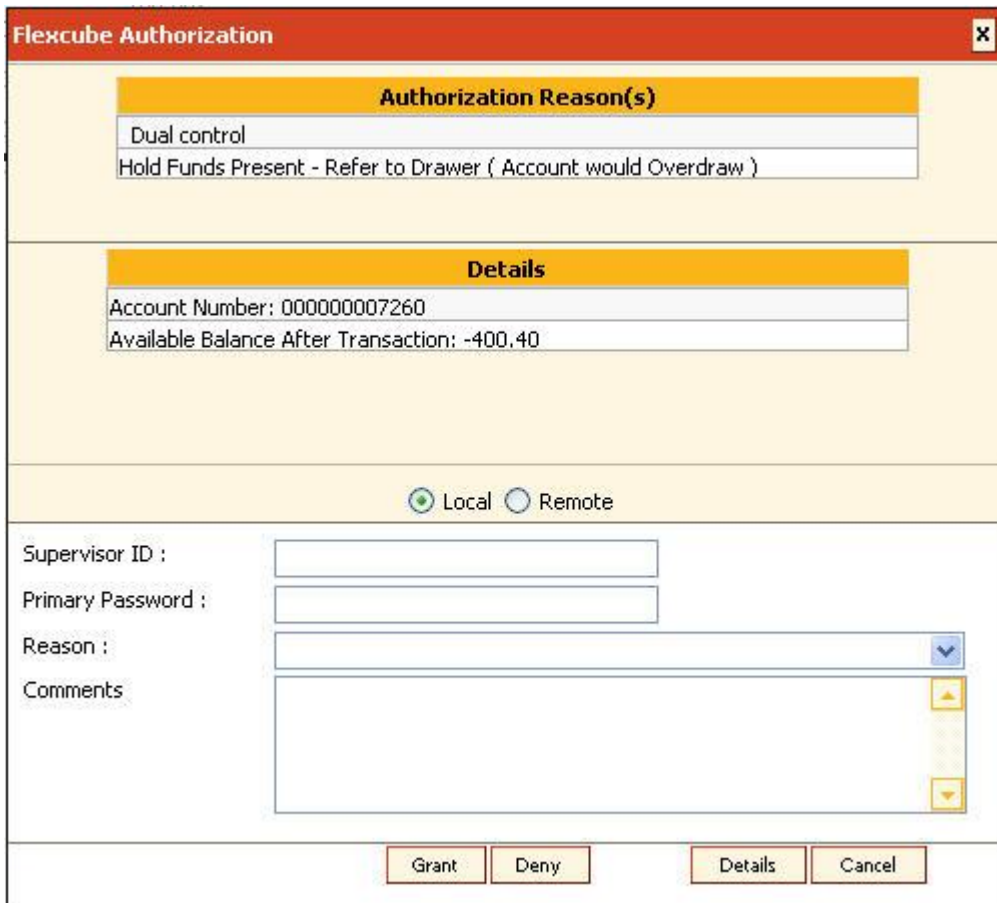 Flexcube Authorization x
Authorization Reason(s)
Dual control
Hold Funds Present - Refer to Drawer ( Account would Overdraw )
Details
Account Number: 000000007260
Available Balance After Transaction: -400.40
Local Remote
Supervisor ID :
Primary Password :
Reason :
Comments
Grant Deny Details Cancel